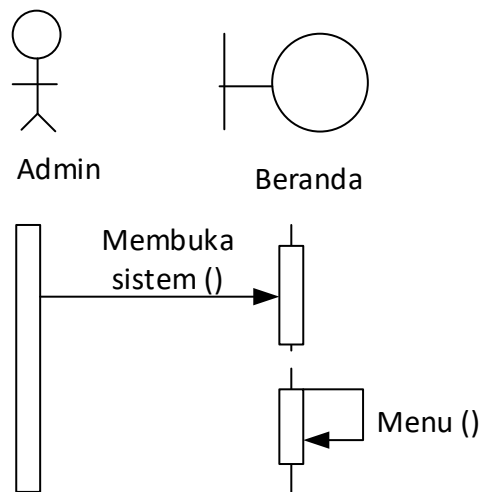 Admin
Beranda
Membuka
sistem ()
Menu ()